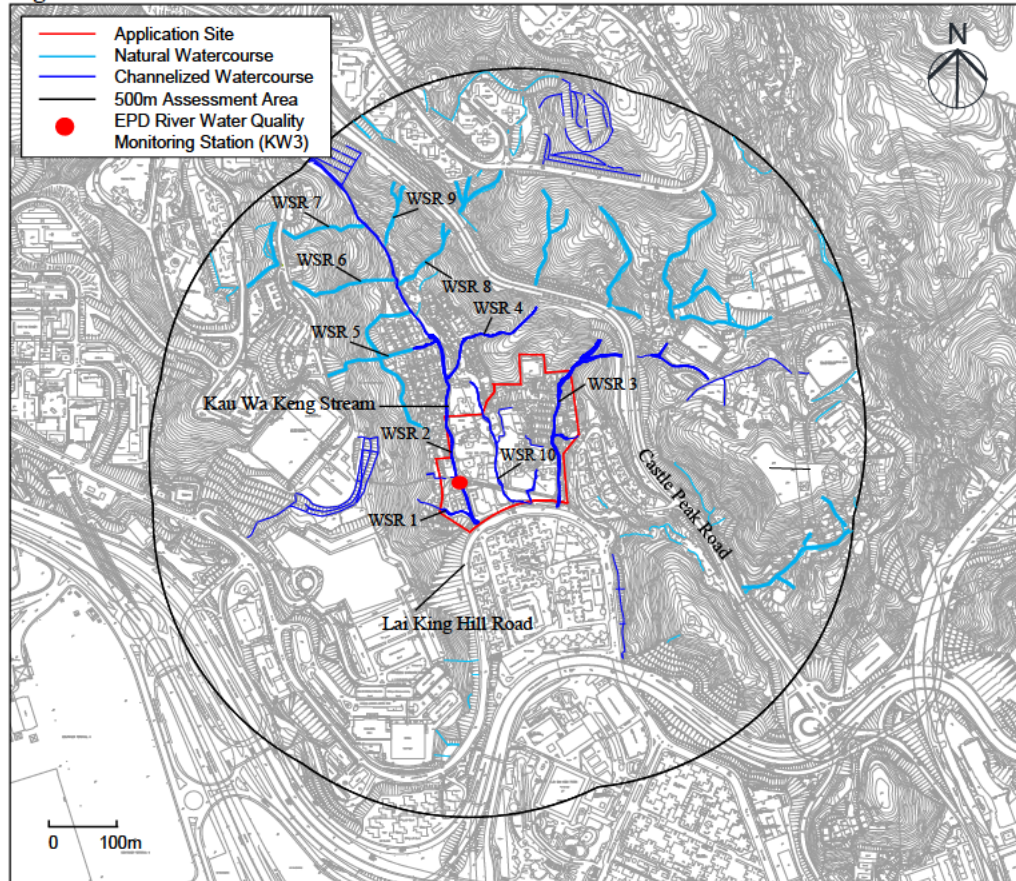 Application Site
Natural Watercourse
Channelized Watercourse
500m Assessment Area
EPD River Water Quality
Monitoring Station (KW3)
N
WSR 7
WSR 9
WSR 6
WSR 8
WSR 4
WSR 5
WSR 3
Kau Wa Keng Stream
WSR 2
WSR 10
Castle Peak Road
WSR 1
Lai King Hill Road
0 100m